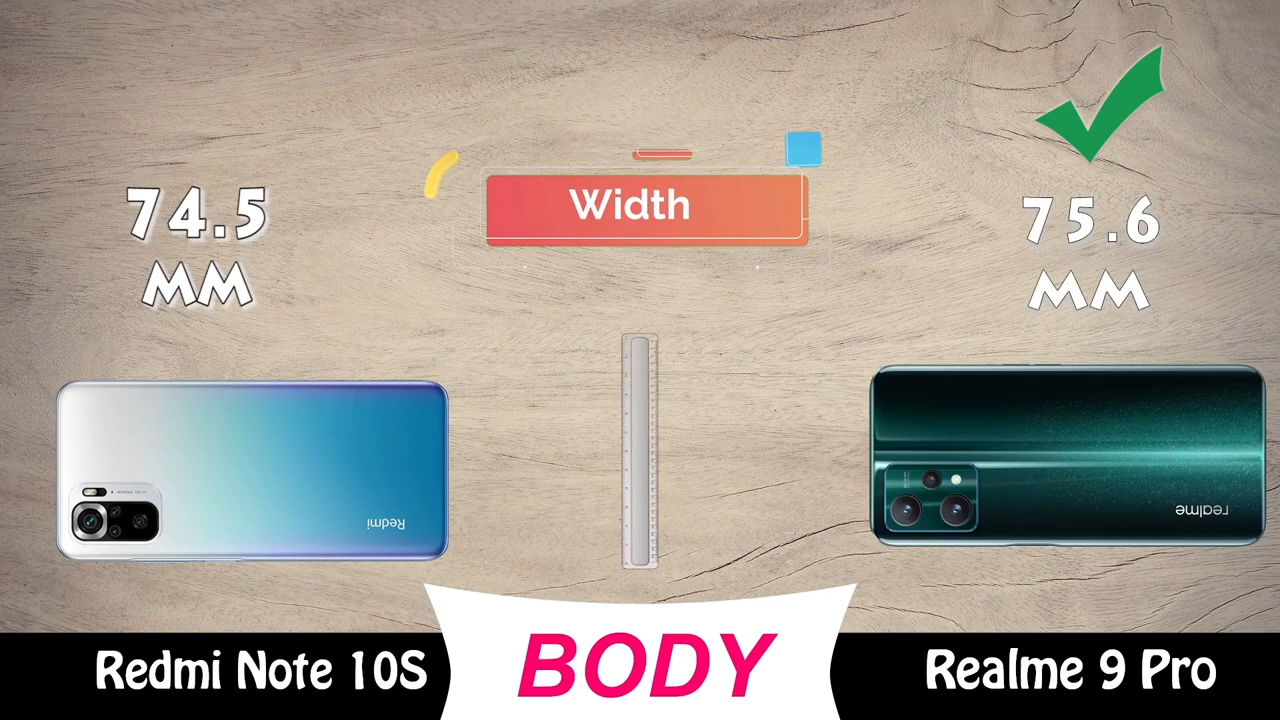 Width
74.5
MM
75.6
MM
Redmi
realme
Redmi Note 10S
BODY
Realme 9 Pro